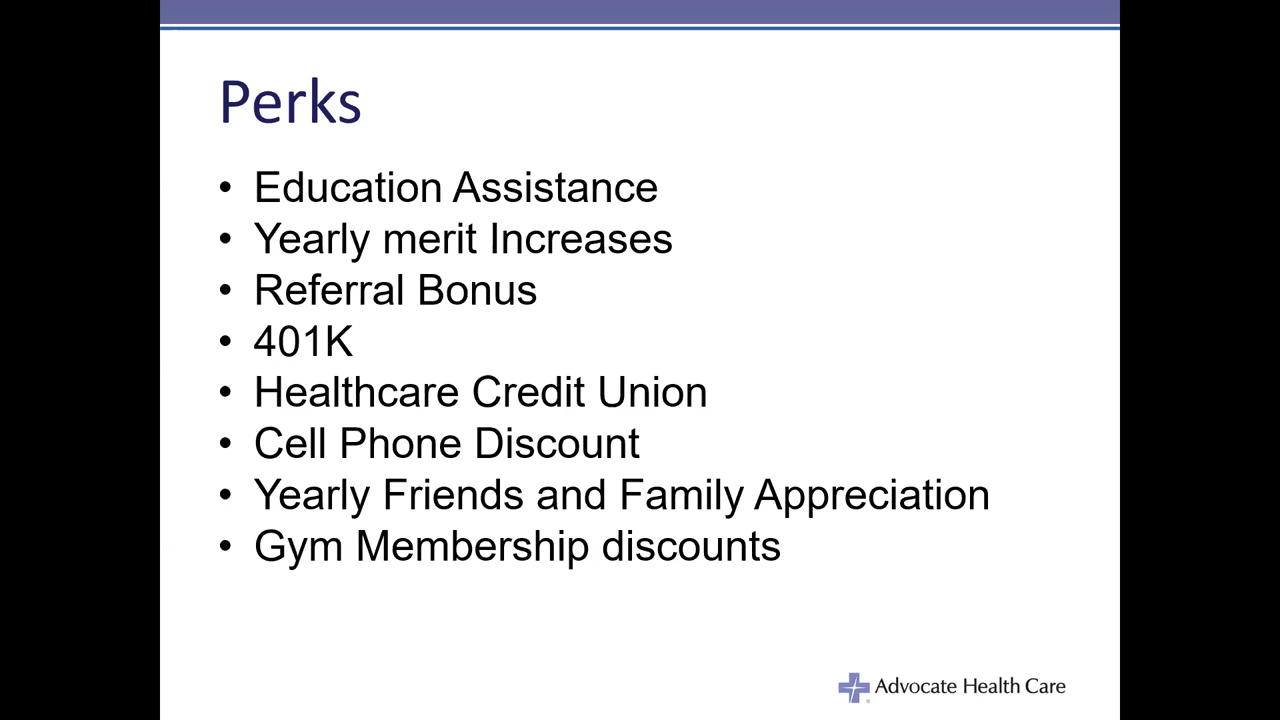 Perks
• Education Assistance
• Yearly merit Increases
• Referral Bonus
• 401K
• Healthcare Credit Union
• Cell Phone Discount
• Yearly Friends and Family Appreciation
• Gym Membership discounts
Advocate Health Care